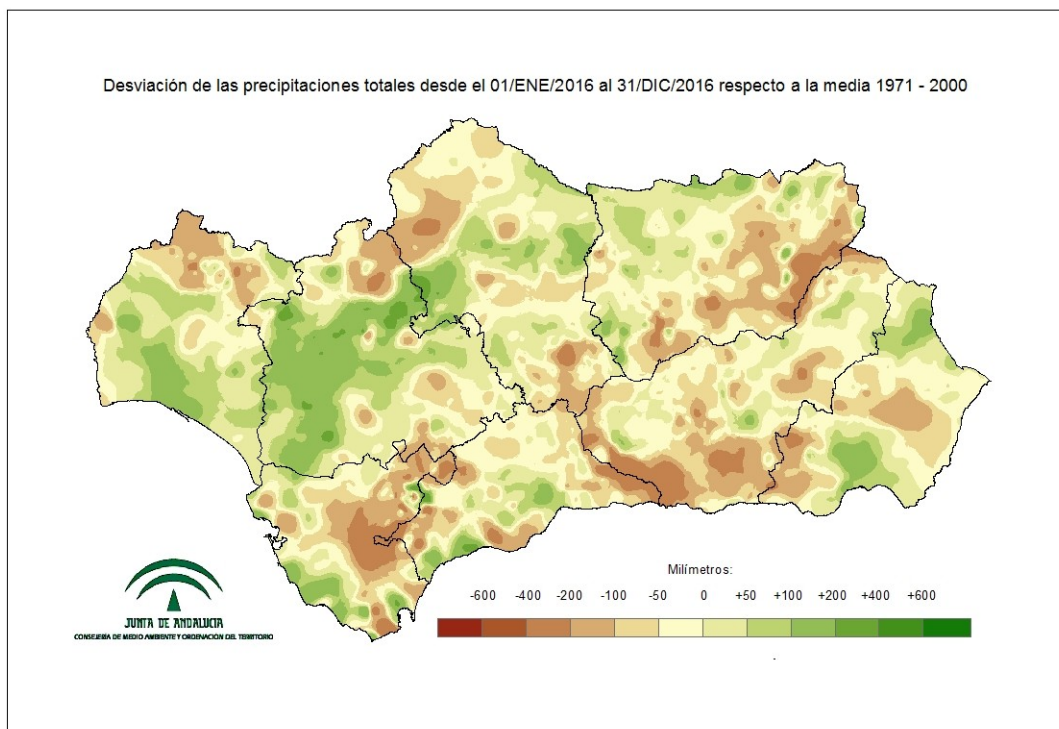 Desviación de las precipitaciones totales desde el 01/ENE/2016 al 31/DIC/2016 respecto a la media 1971 - 2000
Milímetros:
-600 -400 -200 -100 -50 0 +50 +100 +200 +400 +600
JUNTA DE ANDALUCIA
CONSEJERÍA DE MEDIO AMBIENTE Y ORDENACIÓN DEL TERRITORIO